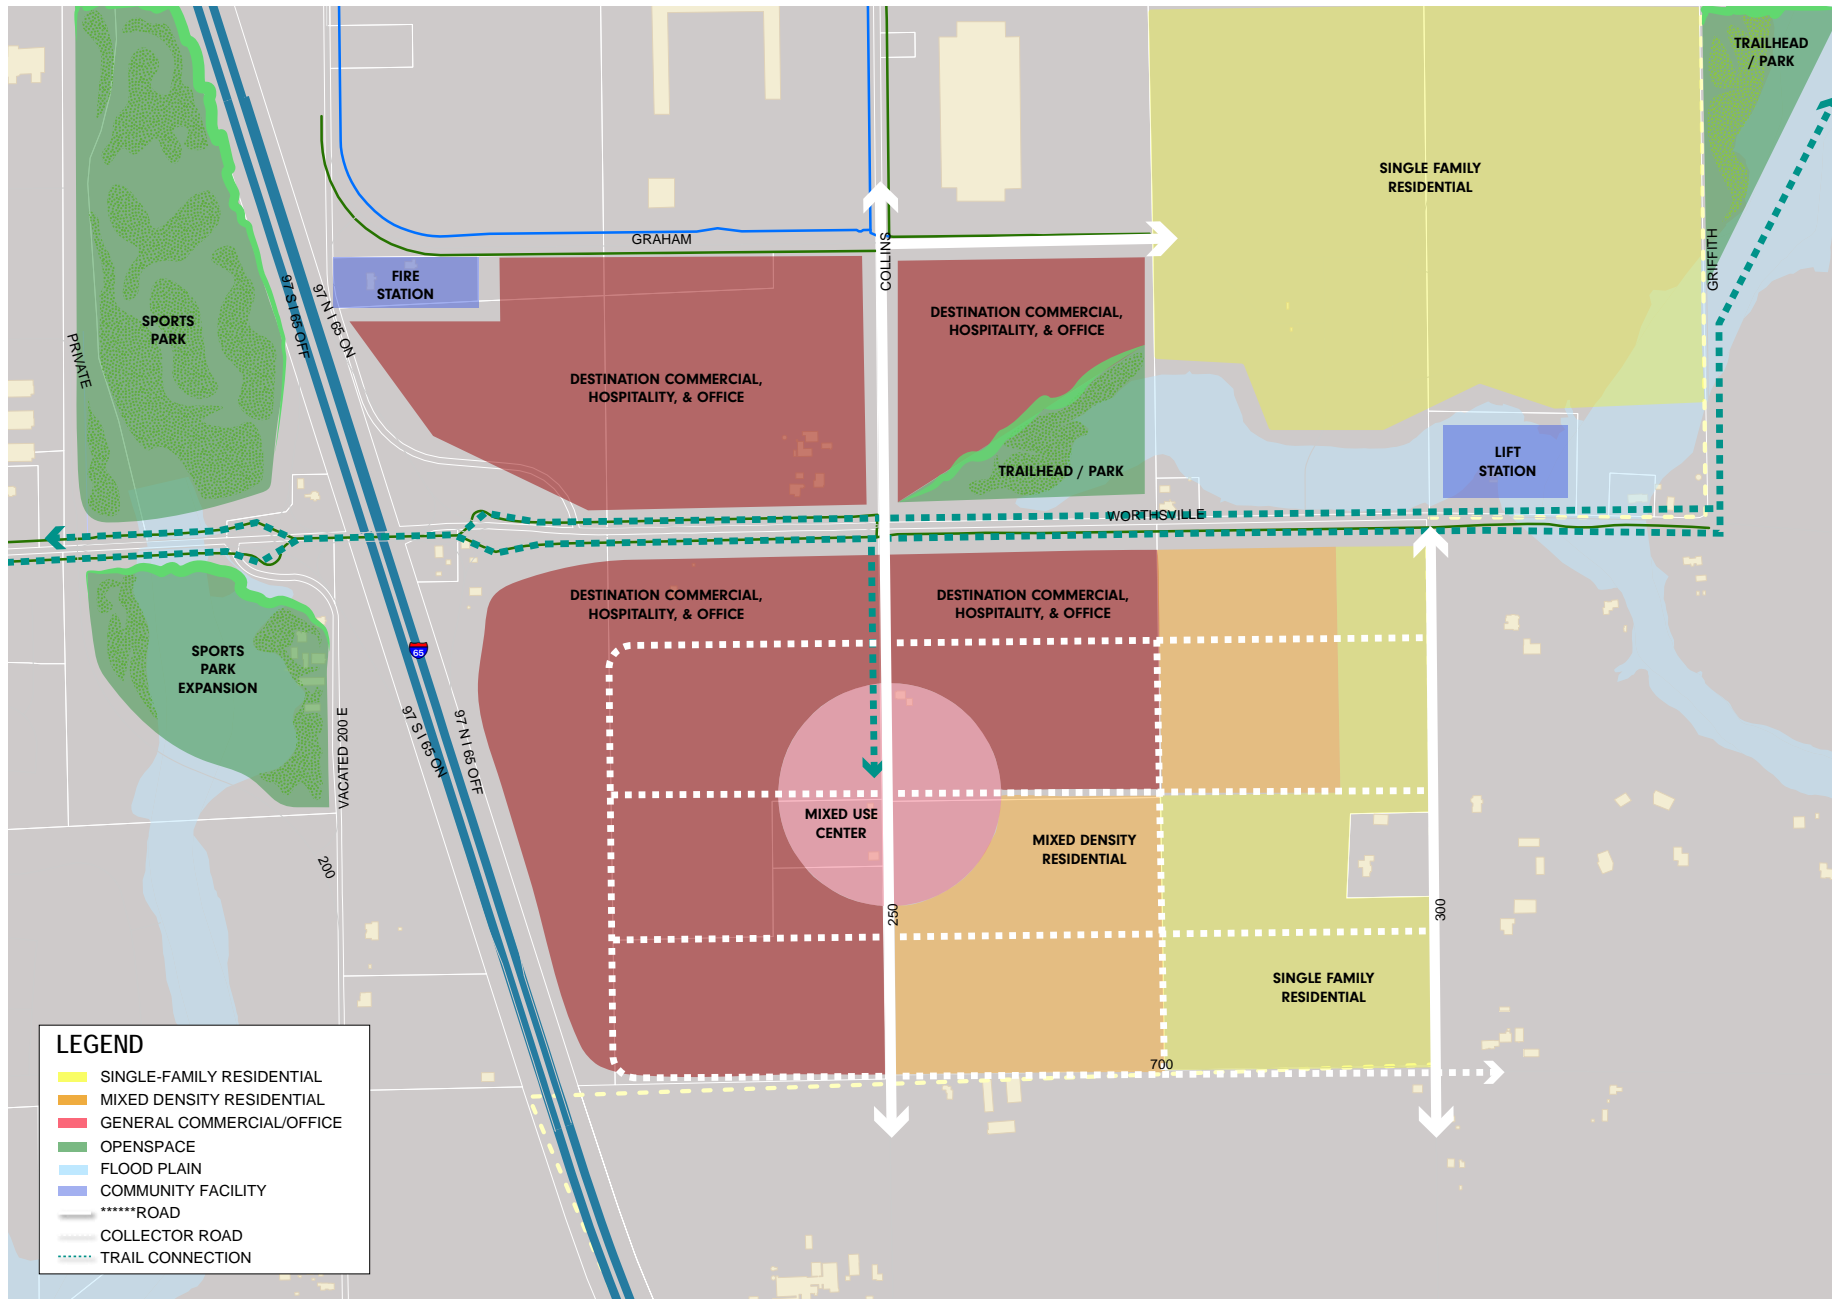 TRAILHEAD
/ PARK
SINGLE FAMILY
RESIDENTIAL
GRAHAM
COLLINS
GRIFFITH
FIRE
STATION
97 S I 65 OFF
97 N I 65 ON
SPORTS
PARK
PRIVATE
DESTINATION COMMERCIAL,
HOSPITALITY, & OFFICE
DESTINATION COMMERCIAL,
HOSPITALITY, & OFFICE
TRAILHEAD / PARK
LIFT
STATION
WORTHSVILLE
DESTINATION COMMERCIAL,
HOSPITALITY, & OFFICE
DESTINATION COMMERCIAL,
HOSPITALITY, & OFFICE
SPORTS
PARK
EXPANSION
65
VACATED 200 E
97 S I 65 ON
97 N I 65 OFF
200
MIXED USE
CENTER
MIXED DENSITY
RESIDENTIAL
250
300
SINGLE FAMILY
RESIDENTIAL
700
LEGEND
SINGLE-FAMILY RESIDENTIAL
MIXED DENSITY RESIDENTIAL
GENERAL COMMERCIAL/OFFICE
OPENSPACE
FLOOD PLAIN
COMMUNITY FACILITY
******ROAD
COLLECTOR ROAD
TRAIL CONNECTION